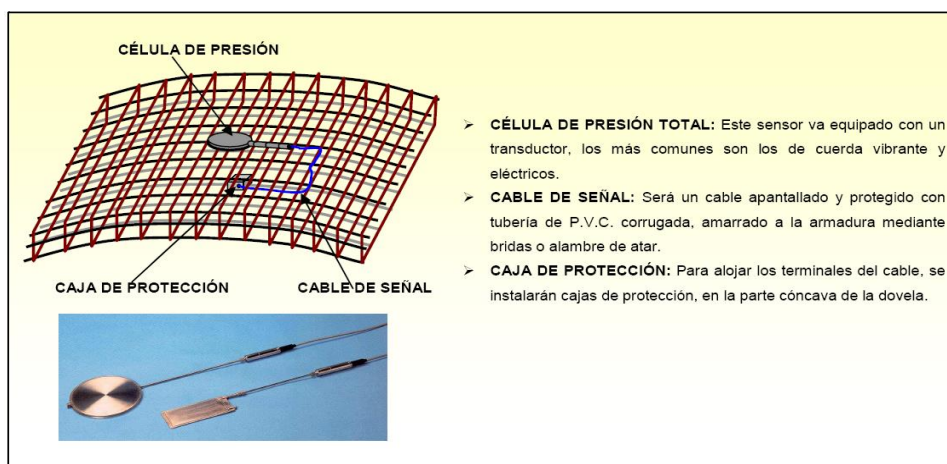 CÉLULA DE PRESIÓN
CAJA DE PROTECCIÓN
CABLE DE SEÑAL
➢ CÉLULA DE PRESIÓN TOTAL: Este sensor va equipado con un
transductor, los más comunes son los de cuerda vibrante y
eléctricos.
➢ CABLE DE SEÑAL: Será un cable apantallado y protegido con
tubería de P.V.C. corrugada, amarrado a la armadura mediante
bridas o alambre de atar.
➢ CAJA DE PROTECCIÓN: Para alojar los terminales del cable, se
instalarán cajas de protección, en la parte cóncava de la dovela.